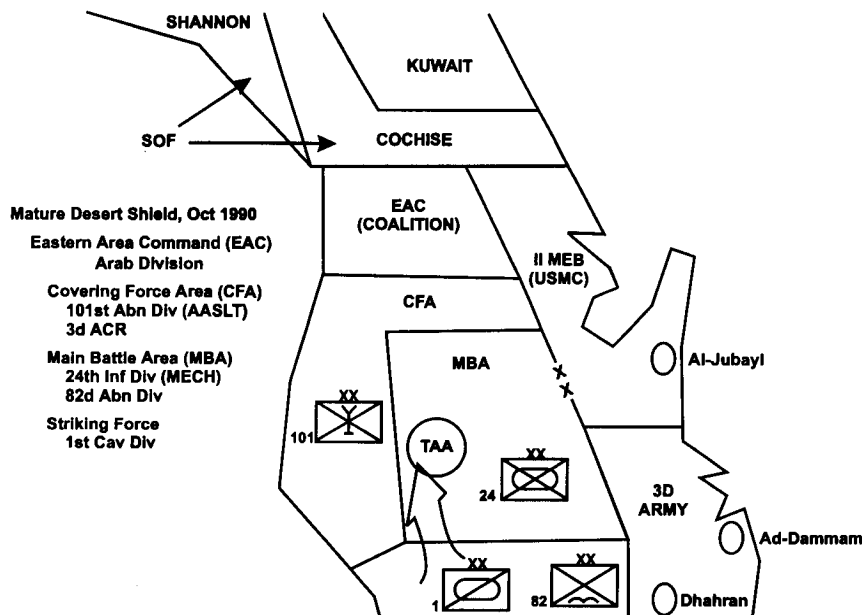 SHANNON
KUWAIT
SOF
COCHISE
Mature Desert Shield, Oct 1990
Eastern Area Command (EAC)
Arab Division
Covering Force Area (CFA)
101st Abn Div (AASLT)
3d ACR
Main Battle Area (MBA)
24th Inf Div (MECH)
82d Abn Div
Striking Force
1st Cav Div
EAC
(COALITION)
II MEB
(USMC)
CFA
MBA
Al-Jubayl
XX
XX
101
TAA
XX
24
3D
ARMY
Ad-Dammam
XX
1
XX
82
Dhahran